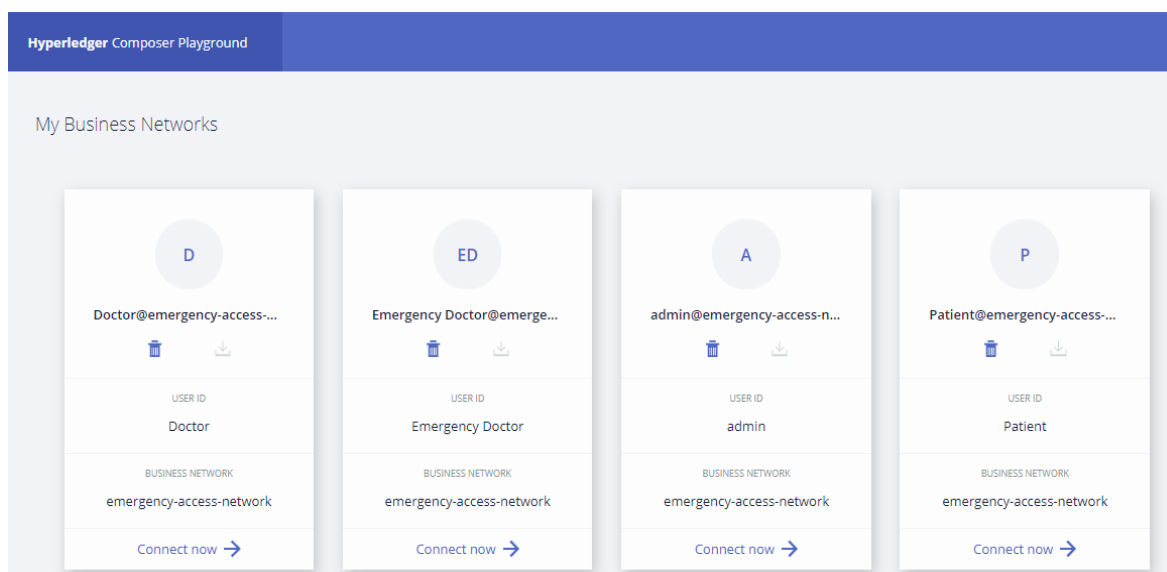 Hyperledger Composer Playground
My Business Networks
D
ED
A
P
Doctor@emergency-access-...
Emergency Doctor@emerge...
admin@emergency-access-n...
Patient@emergency-access-...
USER ID
USER ID
USER ID
USER ID
Doctor
Emergency Doctor
admin
Patient
BUSINESS NETWORK
BUSINESS NETWORK
BUSINESS NETWORK
BUSINESS NETWORK
emergency-access-network
emergency-access-network
emergency-access-network
emergency-access-network
Connect now
Connect now
Connect now
Connect now